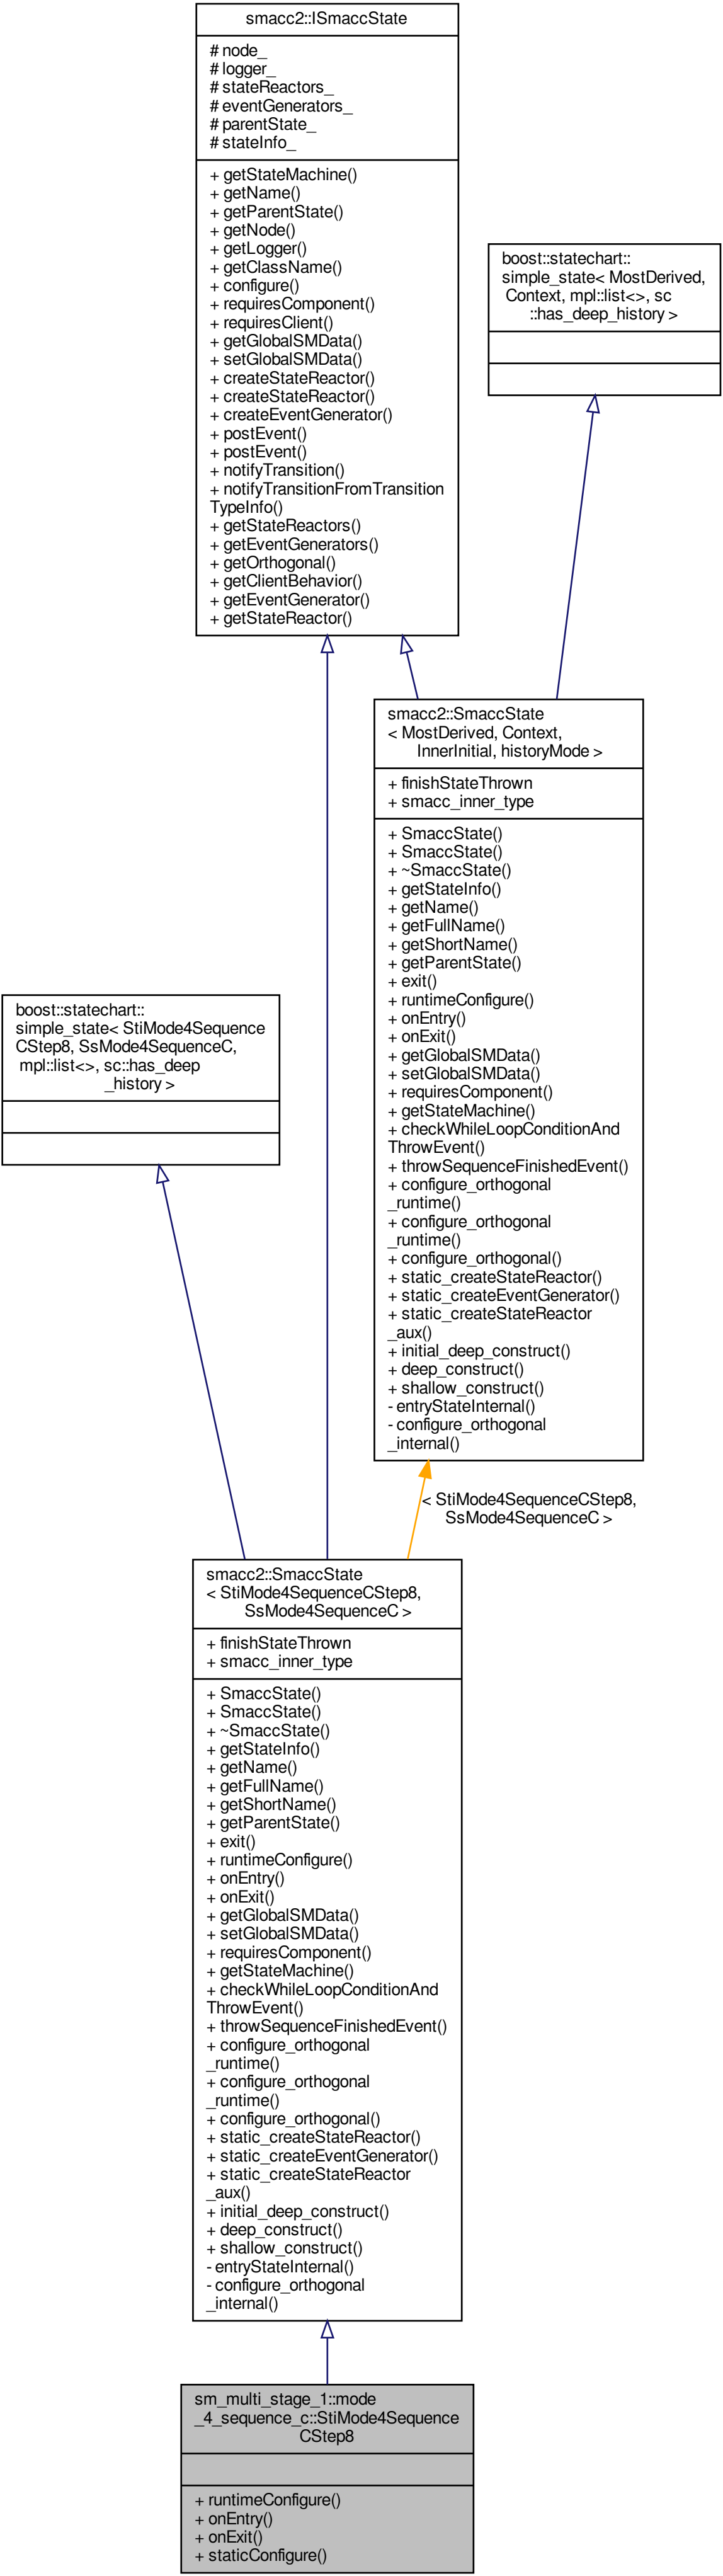 smacc2::ISmaccState
# node_
# logger_
# stateReactors_
# eventGenerators_
# parentState_
# stateInfo_
+ getStateMachine()
+ getName()
+ getParentState()
+ getNode()
+ getLogger()
+ getClassName()
+ configure()
+ requiresComponent()
+ requiresClient()
+ getGlobalSMData()
+ setGlobalSMData()
+ createStateReactor()
+ createStateReactor()
+ createEventGenerator()
+ postEvent()
+ postEvent()
+ notifyTransition()
+ notifyTransitionFromTransition
TypeInfo()
+ getStateReactors()
+ getEventGenerators()
+ getOrthogonal()
+ getClientBehavior()
+ getEventGenerator()
+ getStateReactor()
boost::statechart::
simple_state< MostDerived,
Context, mpl::list<>, sc
::has_deep_history >
smacc2::SmaccState
< MostDerived, Context,
InnerInitial, historyMode >
+ finishStateThrown
+ smacc_inner_type
+ SmaccState()
+ SmaccState()
+ ~SmaccState()
+ getStateInfo()
+ getName()
+ getFullName()
+ getShortName()
+ getParentState()
+ exit()
+ runtimeConfigure()
+ onEntry()
+ onExit()
+ getGlobalSMData()
+ setGlobalSMData()
+ requiresComponent()
+ getStateMachine()
+ checkWhileLoopConditionAnd
ThrowEvent()
+ throwSequenceFinishedEvent()
+ configure_orthogonal
_runtime()
+ configure_orthogonal
_runtime()
+ configure_orthogonal()
+ static_createStateReactor()
+ static_createEventGenerator()
+ static_createStateReactor
_aux()
+ initial_deep_construct()
+ deep_construct()
+ shallow_construct()
- entryStateInternal()
- configure_orthogonal
_internal()
boost::statechart::
simple_state< StiMode4Sequence
CStep8, SsMode4SequenceC,
mpl::list<>, sc::has_deep
_history >
< StiMode4SequenceCStep8,
SsMode4SequenceC >
smacc2::SmaccState
< StiMode4SequenceCStep8,
SsMode4SequenceC >
+ finishStateThrown
+ smacc_inner_type
+ SmaccState()
+ SmaccState()
+ ~SmaccState()
+ getStateInfo()
+ getName()
+ getFullName()
+ getShortName()
+ getParentState()
+ exit()
+ runtimeConfigure()
+ onEntry()
+ onExit()
+ getGlobalSMData()
+ setGlobalSMData()
+ requiresComponent()
+ getStateMachine()
+ checkWhileLoopConditionAnd
ThrowEvent()
+ throwSequenceFinishedEvent()
+ configure_orthogonal
_runtime()
+ configure_orthogonal
_runtime()
+ configure_orthogonal()
+ static_createStateReactor()
+ static_createEventGenerator()
+ static_createStateReactor
_aux()
+ initial_deep_construct()
+ deep_construct()
+ shallow_construct()
- entryStateInternal()
- configure_orthogonal
_internal()
sm_multi_stage_1::mode
_4_sequence_c::StiMode4Sequence
CStep8
+ runtimeConfigure()
+ onEntry()
+ onExit()
+ staticConfigure()